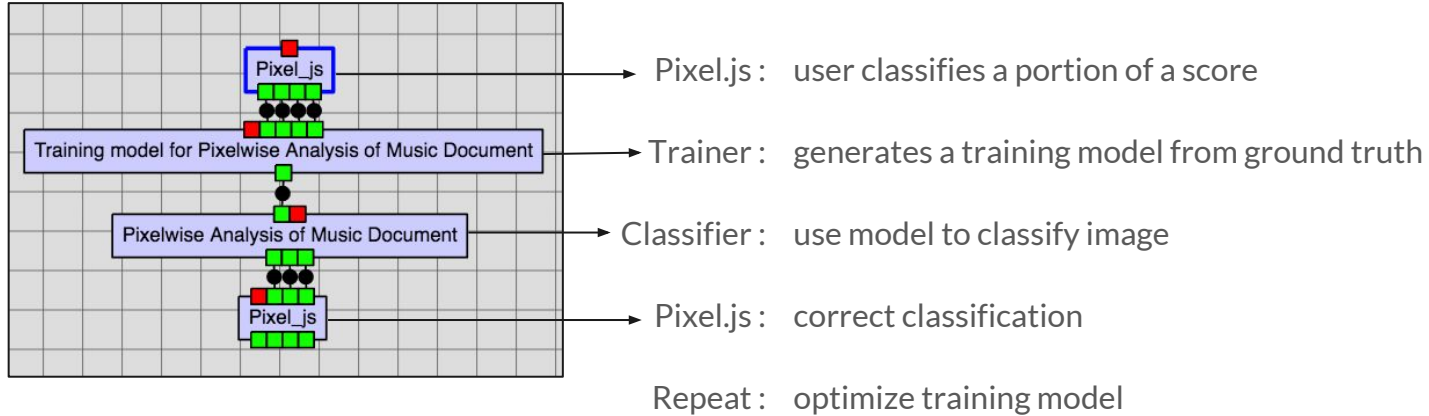 Pixel_js
Pixel.js : user classifies a portion of a score
Training model for Pixelwise Analysis of Music Document
Trainer : generates a training model from ground truth
Pixelwise Analysis of Music Document
Classifier : use model to classify image
Pixel_js
Pixel.js : correct classification
Repeat : optimize training model